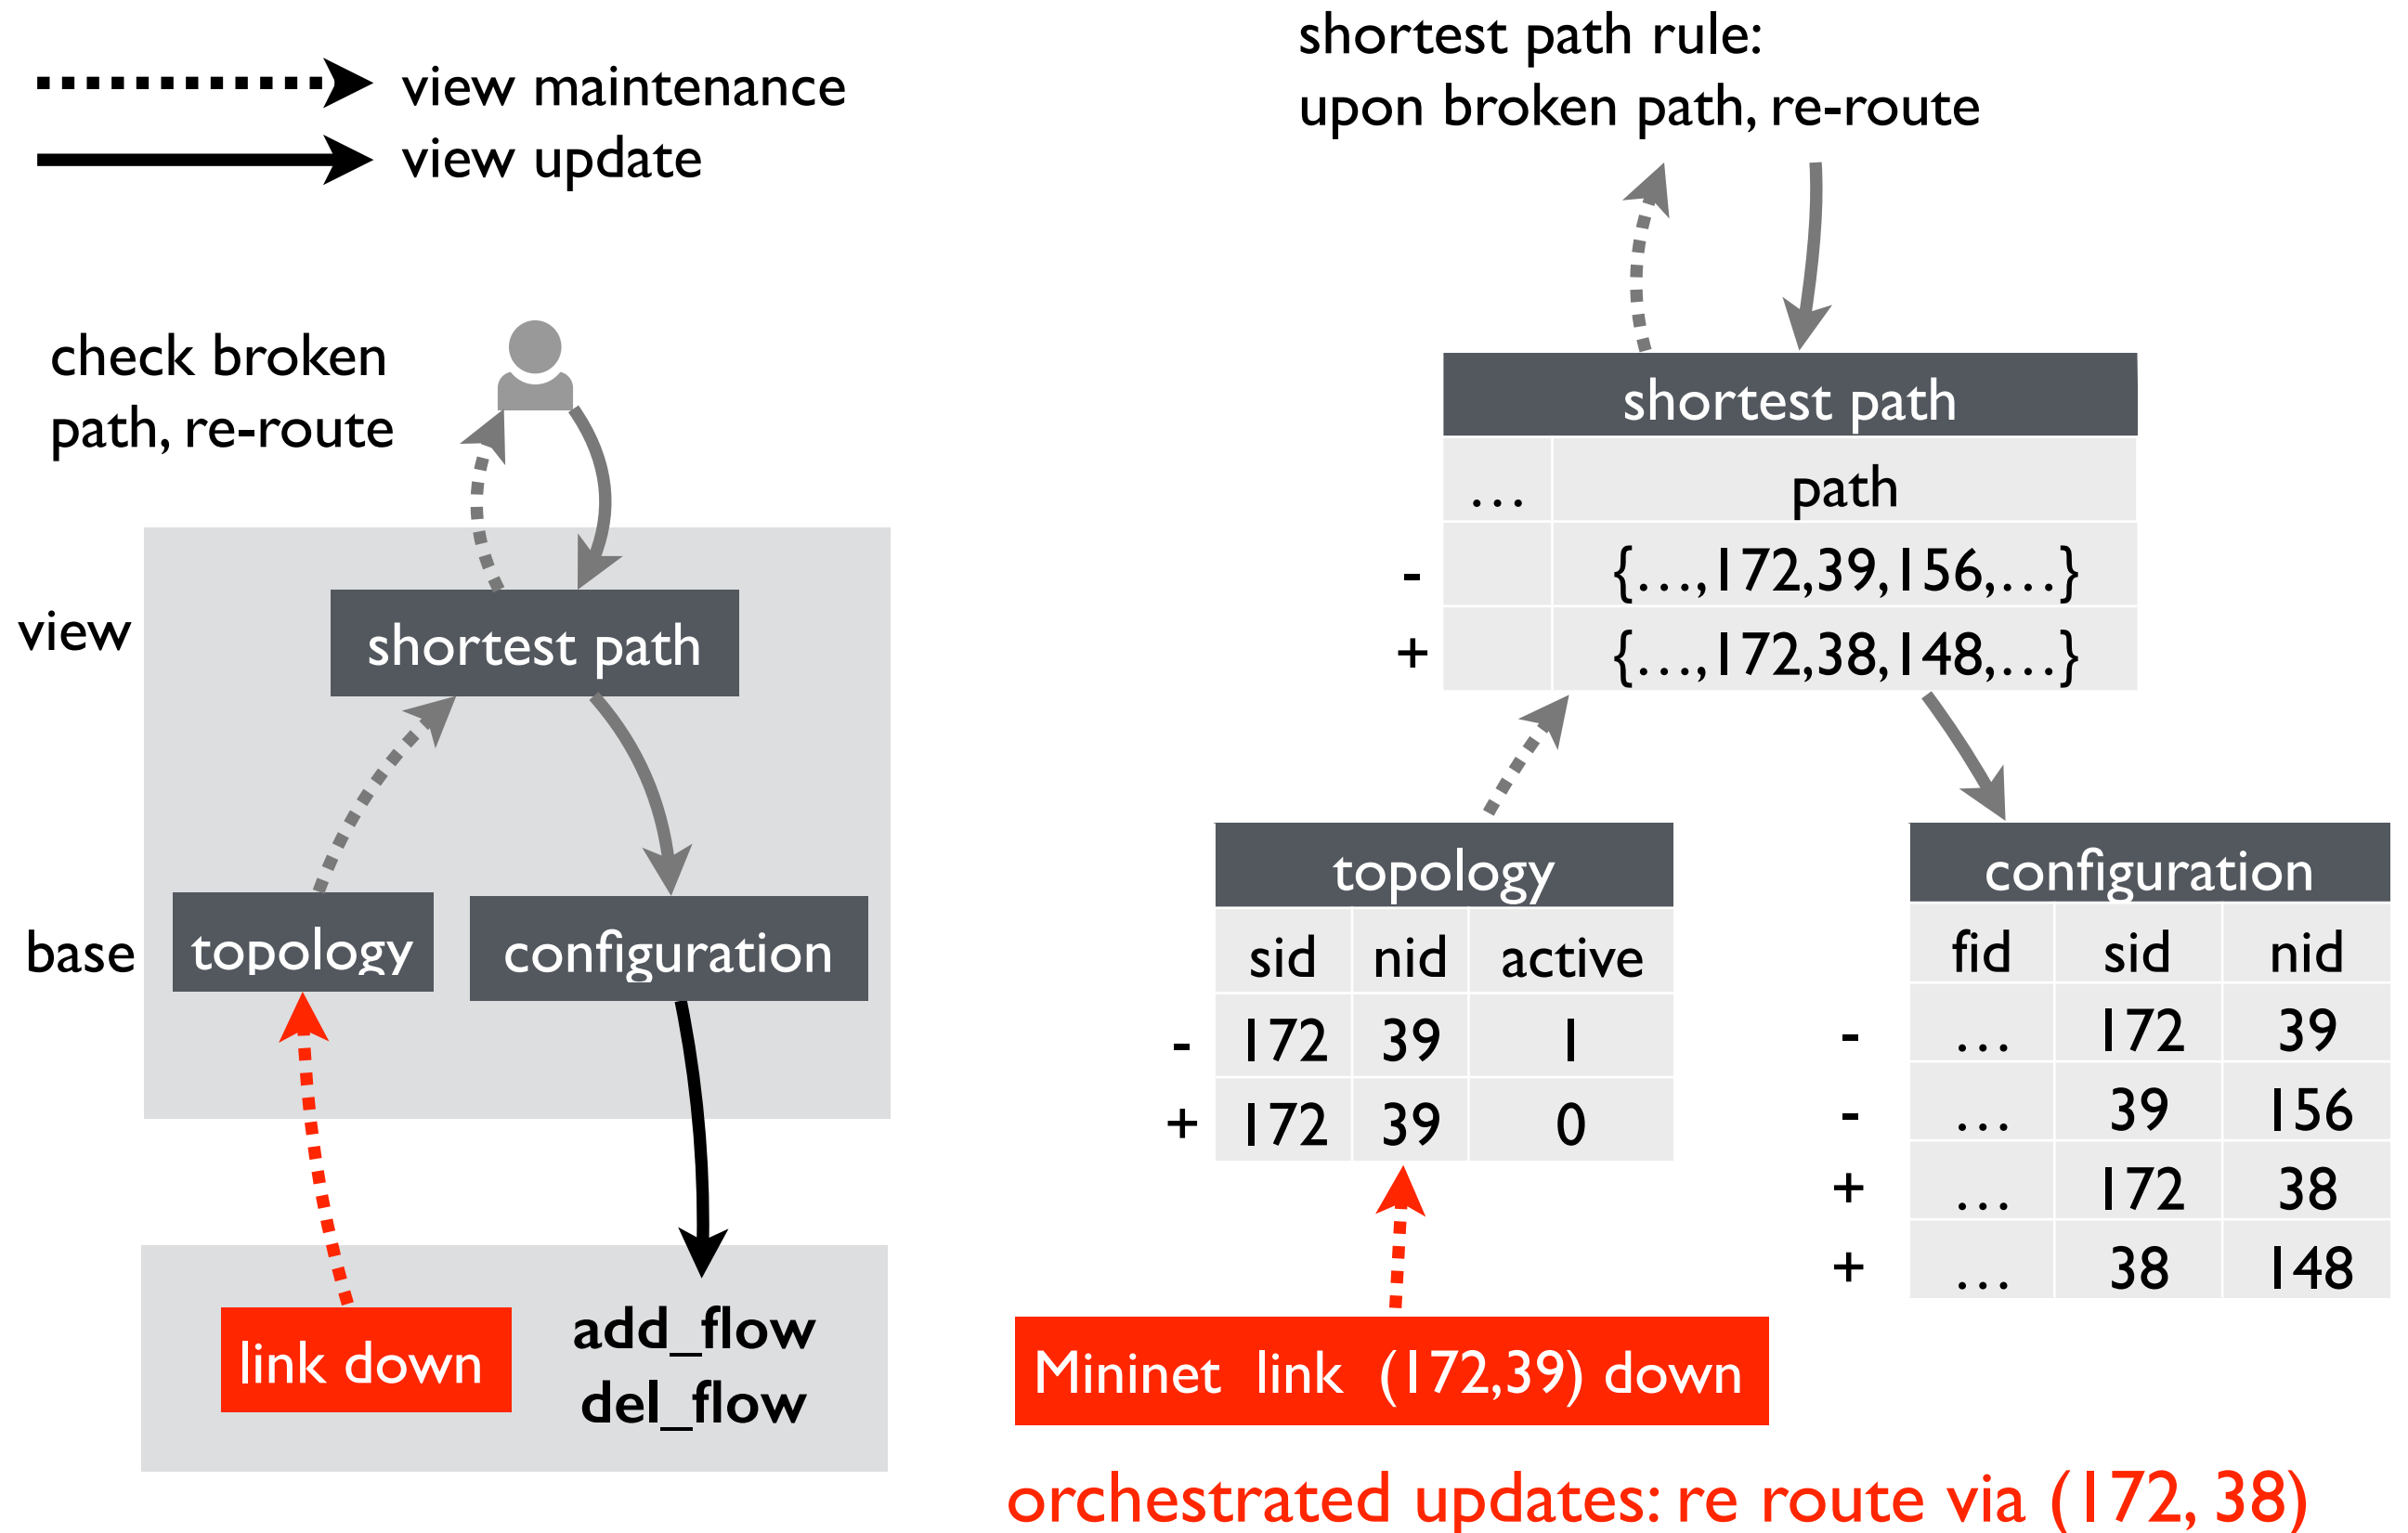 view maintenance
view update
check broken
path, re-route
view
shortest path
base
topology
configuration
link down
add_flow
del_flow
shortest path rule:
upon broken path, re-route
shortest path
… path
- {…,172,39,156,…}
+ {…,172,38,148,…}
topology
sid nid active
- 172 39 1
+ 172 39 0
configuration
fid sid nid
- … 172 39
- … 39 156
+ … 172 38
+ … 38 148
Mininet link (172,39) down
orchestrated updates: re route via (172, 38)